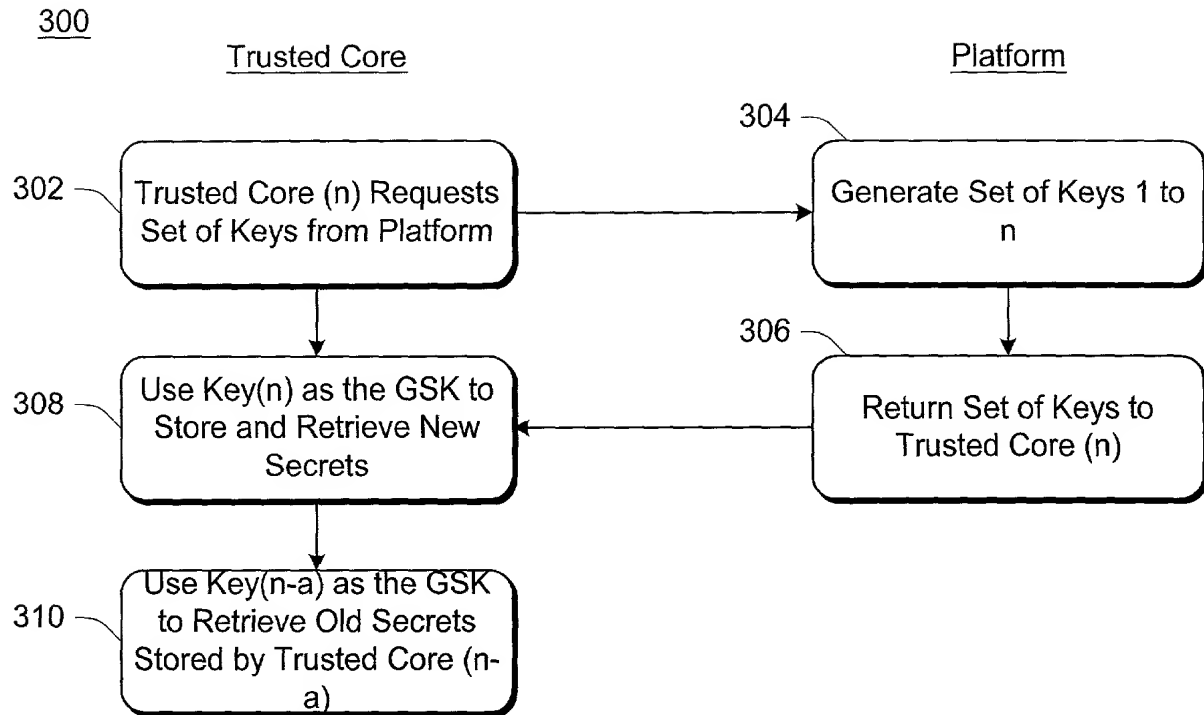 300
Trusted Core
Platform
302
Trusted Core (n) Requests
Set of Keys from Platform
304
Generate Set of Keys 1 to
n
306
Return Set of Keys to
Trusted Core (n)
308
Use Key(n) as the GSK to
Store and Retrieve New
Secrets
310
Use Key(n-a) as the GSK
to Retrieve Old Secrets
Stored by Trusted Core (n-
a)